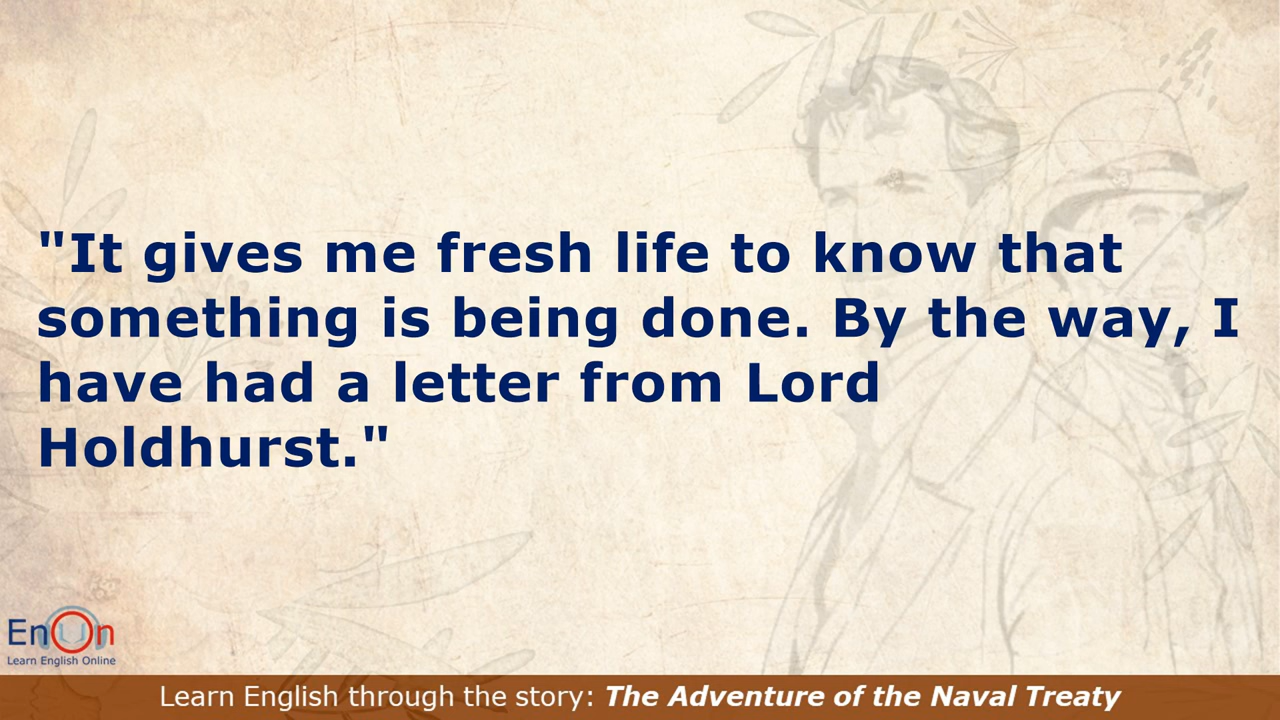 "It gives me fresh life to know that
something is being done. By the way, I
have had a letter from Lord
Holdhurst."
EnOn
Learn English Online
Learn English through the story: The Adventure of the Naval Treaty